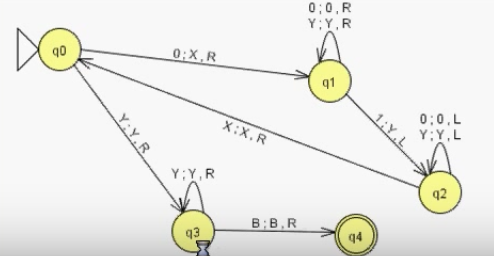 0;0,R
Y;Y,R
q0
0;X,R
q1
1;Y,L
0;0,L
Y;Y,L
X;X,R
Y;Y,R
q2
Y;Y,R
q3
B;B,R
q4